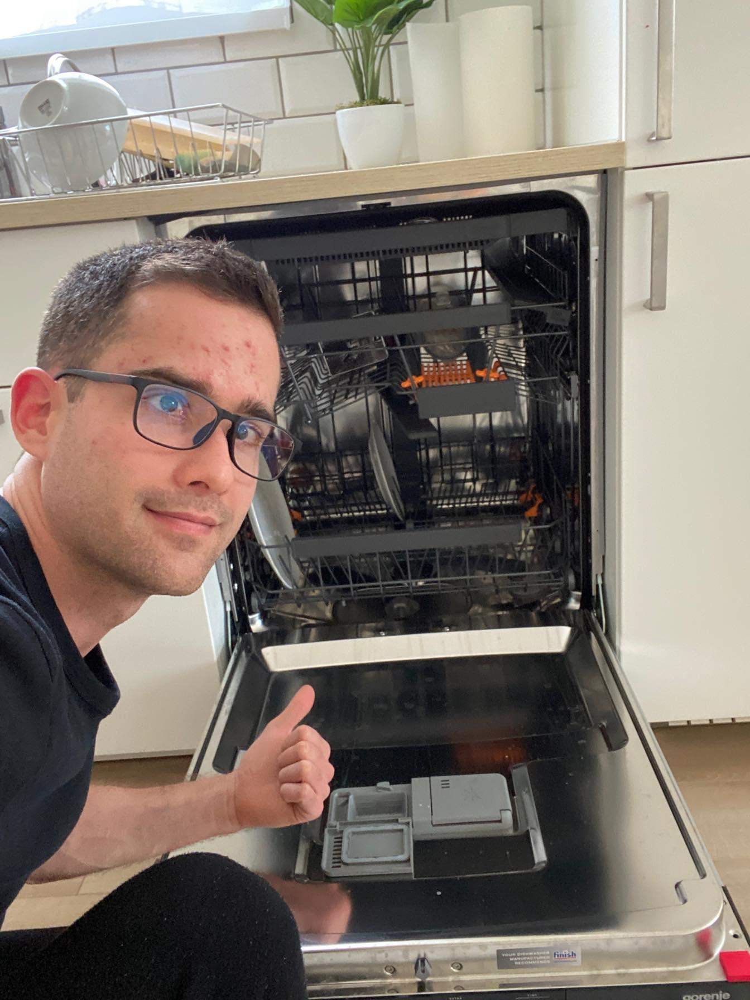 YOUR DISHWASHER
MANUFACTURER
RECOMMENDS
finish
gorenje